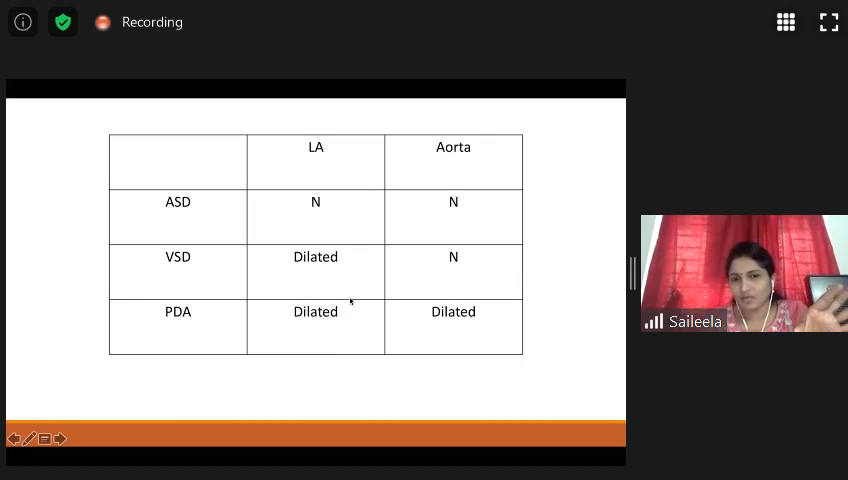 Recording
LA Aorta
ASD N N
VSD Dilated N
PDA Dilated Dilated
Saileela